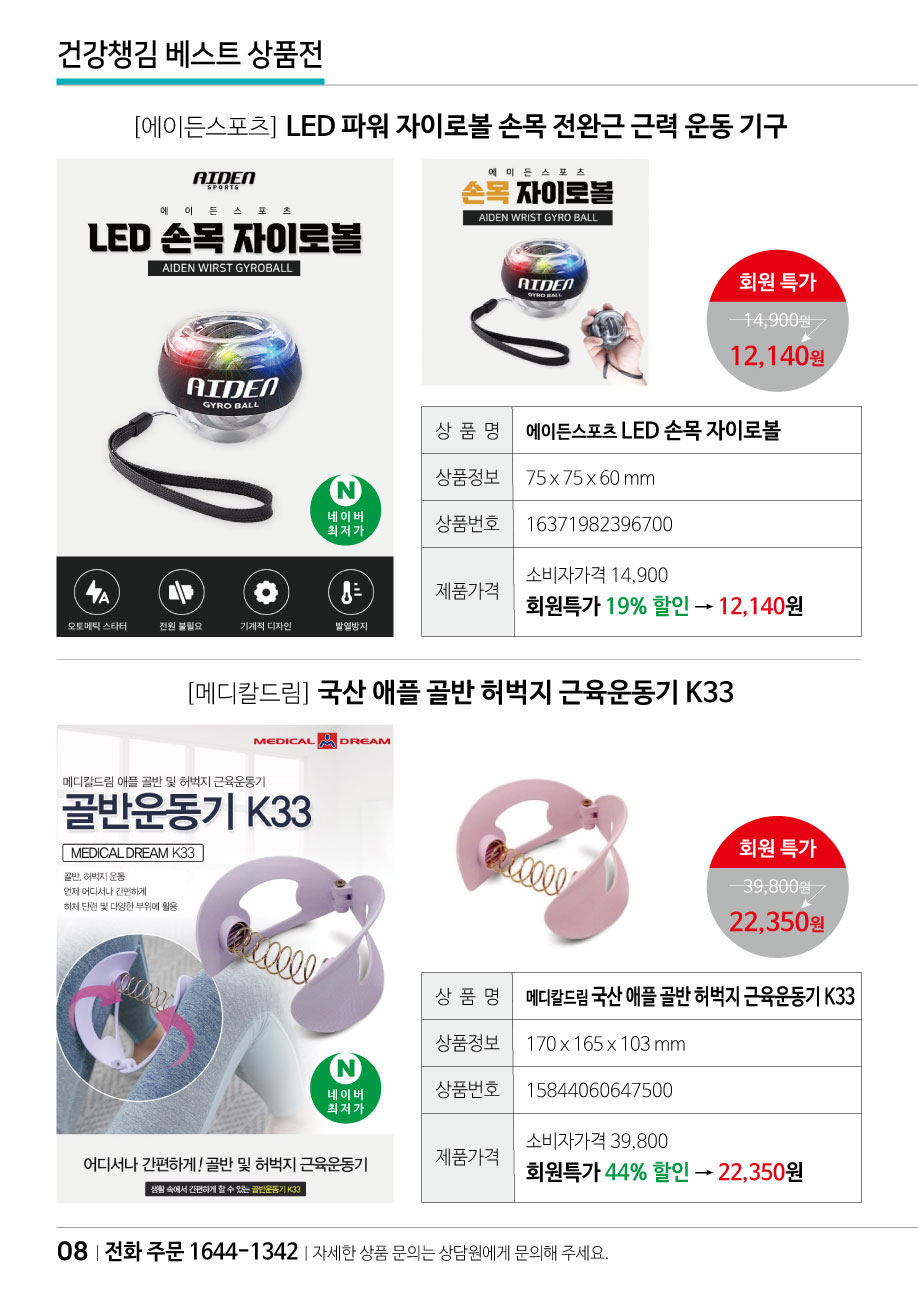 건강챙김 베스트 상품전
[에이든스포츠] LED 파워 자이로볼 손목 전완근 근력 운동 기구
AIDEN
SPORTS
에이든스포츠
LED 손목 자이로볼
AIDEN WIRST GYROBALL
AIDEN
GYRO BALL
N
네이버
최저가
오토메틱 스타터
전원 불필요
기계적 디자인
발열방지
에이든스포츠
손목 자이로볼
AIDEN WRIST GYRO BALL
AIDEN
GYRO BALL
회원 특가
14,900원
12,140원
상 품 명 에이든스포츠 LED 손목 자이로볼
상품정보 75 x 75 x 60 mm
상품번호 16371982396700
제품가격 소비자가격 14,900
회원특가 19% 할인 → 12,140원
[메디칼드림] 국산 애플 골반 허벅지 근육운동기 K33
MEDICAL DREAM
메디칼드림 애플 골반 및 허벅지 근육운동기
골반운동기 K33
MEDICAL DREAM K33
골반, 허벅지 운동
언제 어디서나 간편하게
하체 단련 및 다양한 부위에 활용
N
네이버
최저가
어디서나 간편하게! 골반 및 허벅지 근육운동기
생활 속에서 간편하게 할 수 있는 골반운동기 K33
회원 특가
39,800원
22,350원
상 품 명 메디칼드림 국산 애플 골반 허벅지 근육운동기 K33
상품정보 170 x 165 x 103 mm
상품번호 15844060647500
제품가격 소비자가격 39,800
회원특가 44% 할인 → 22,350원
08 | 전화 주문 1644-1342 | 자세한 상품 문의는 상담원에게 문의해 주세요.